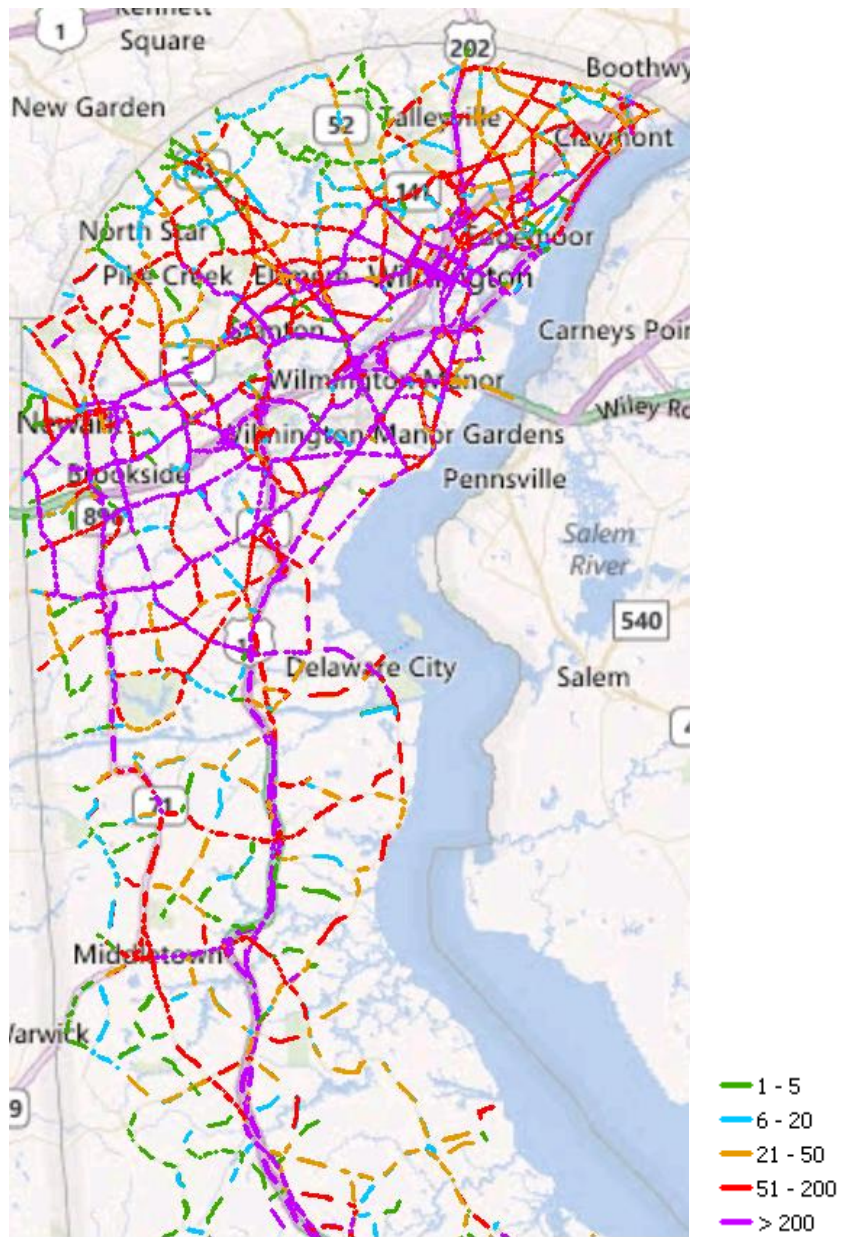 1
Kennett
Square
202
Boothwy
New Garden
52
Talleyville
Claymont
141
North Star
Edgemoor
Pike Creek
Elsmere
Wilmington
Stanton
Carneys Poin
Wilmington Manor
Wiley Ro
Newark
Wilmington Manor Gardens
Brookside
Pennsville
896
Salem
River
540
Delaware City
Salem
71
Middletown
Warwick
9
1 - 5
6 - 20
21 - 50
51 - 200
> 200